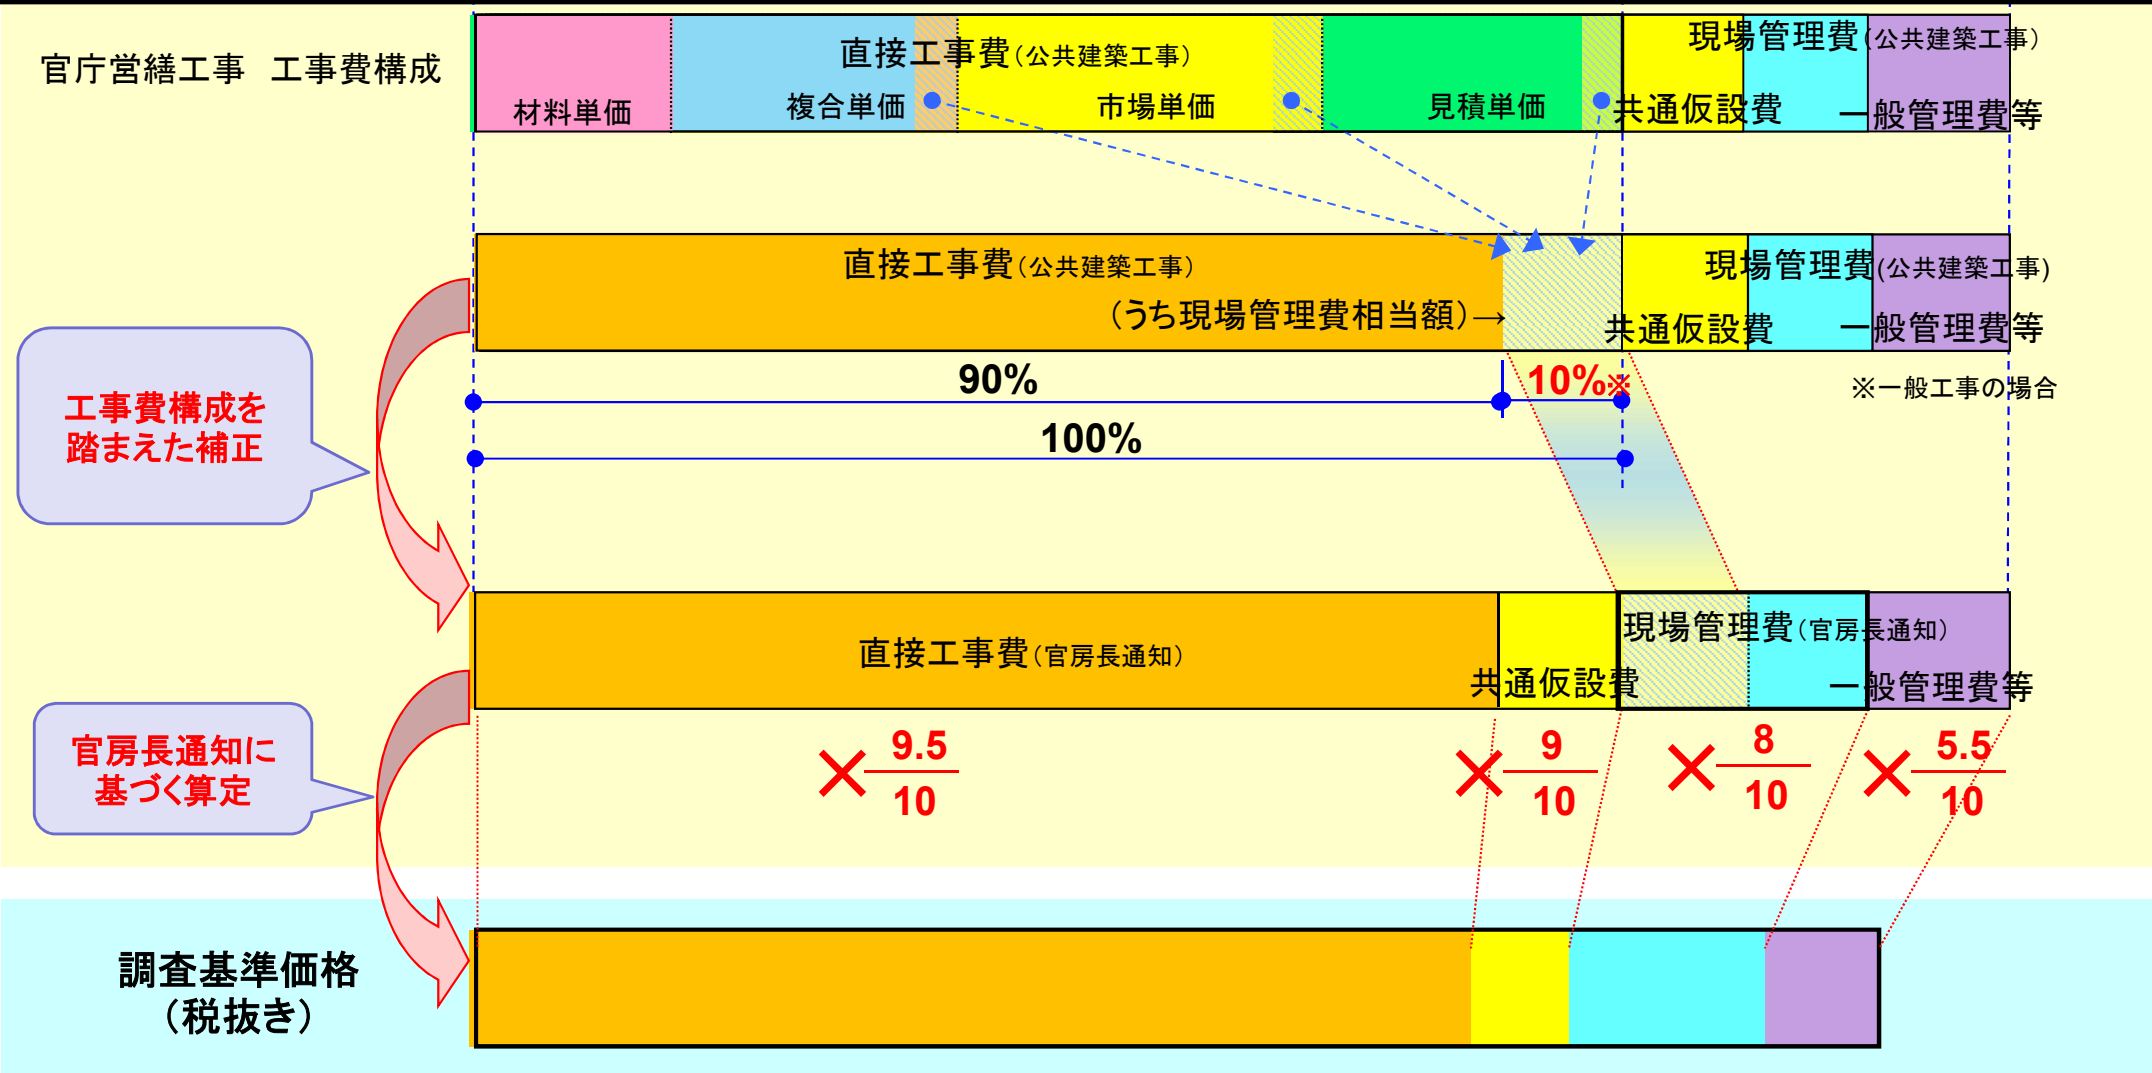 官庁営繕工事　工事費構成
直接工事費（公共建築工事）
現場管理費（公共建築工事）
材料単価
複合単価
市場単価
見積単価
共通仮設費
一般管理費等
直接工事費（公共建築工事）
現場管理費（公共建築工事）
（うち現場管理費相当額）→
共通仮設費
一般管理費等
90%
10%※
※一般工事の場合
100%
工事費構成を
踏まえた補正
直接工事費（官房長通知）
現場管理費（官房長通知）
共通仮設費
一般管理費等
官房長通知に
基づく算定
× 9.5
10
× 9
10
× 8
10
× 5.5
10
調査基準価格
（税抜き）